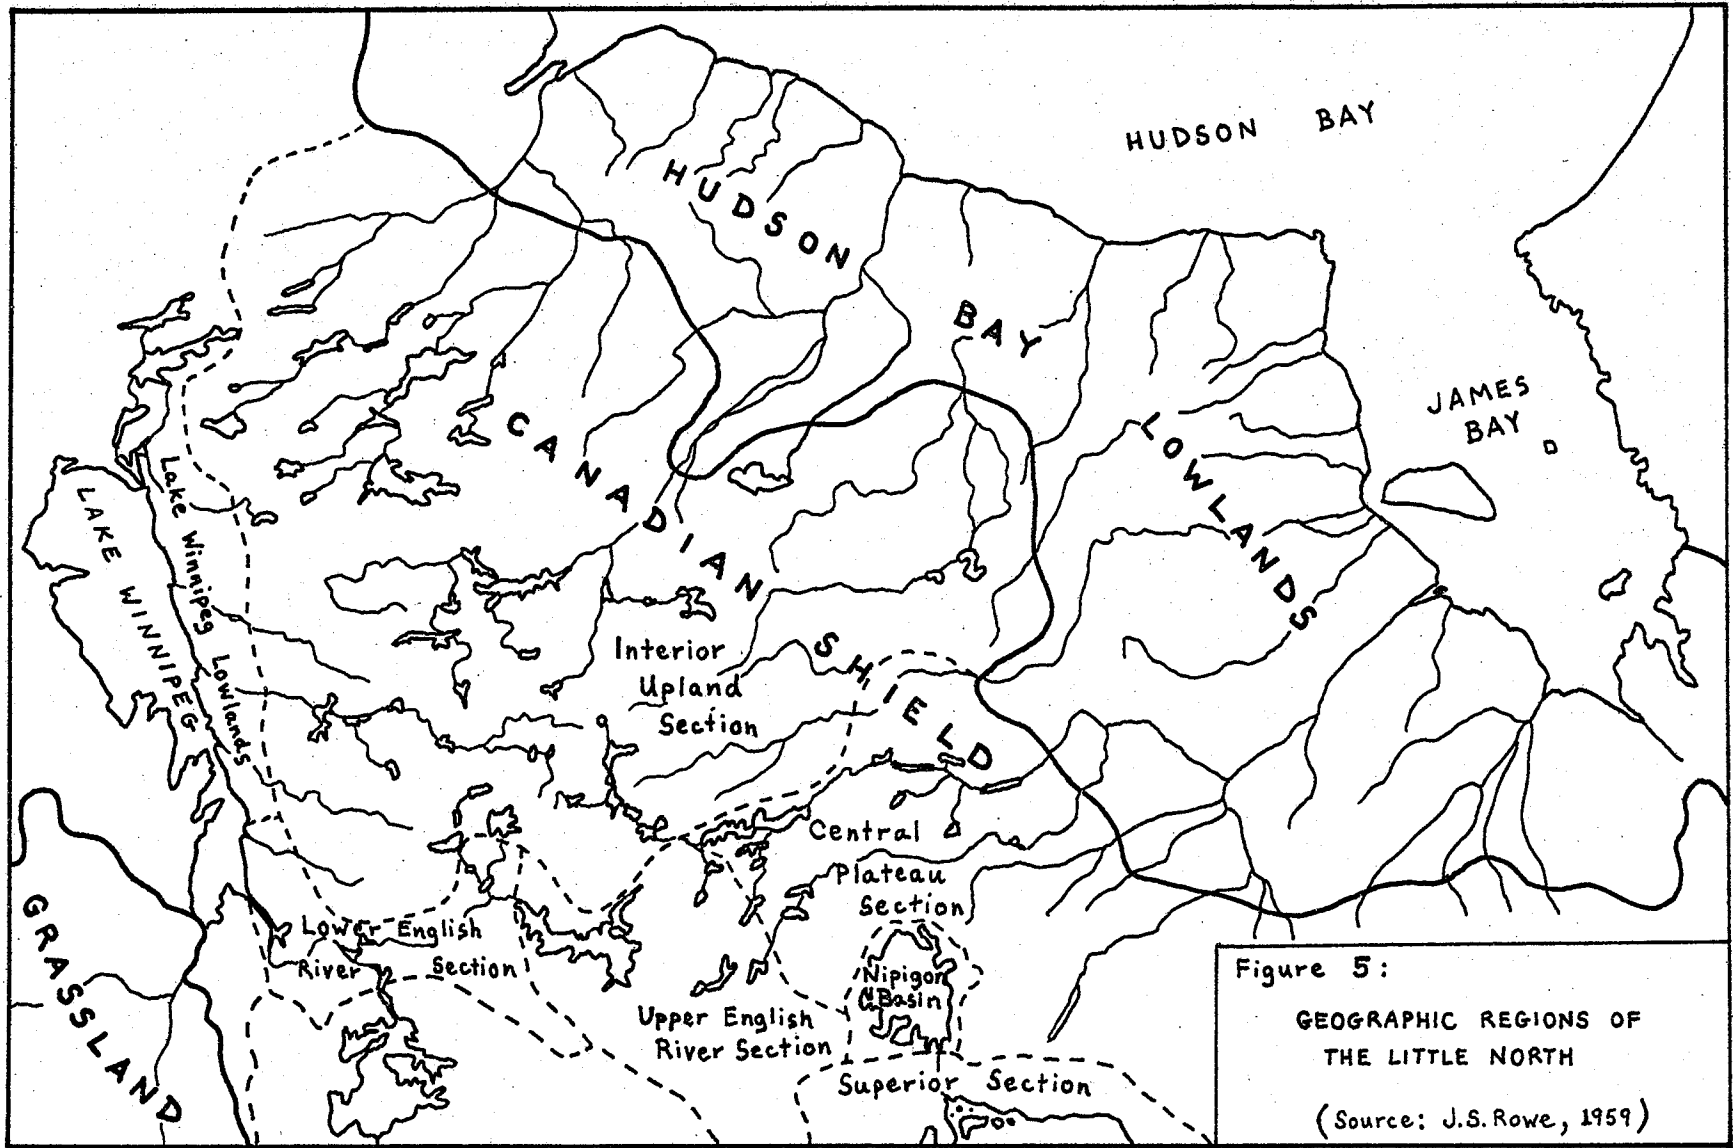 HUDSON BAY
HUDSON
BAY
LOWLANDS
JAMES
BAY
CANADIAN
SHIELD
LAKE WINNIPEG
Lake Winnipeg Lowlands
Interior
Upland
Section
Central
Plateau
Section
Lower English
River Section
Nipigon
Basin
Upper English
River Section
Superior Section
GRASSLAND
Figure 5:
GEOGRAPHIC REGIONS OF
THE LITTLE NORTH
(Source: J.S. Rowe, 1959)